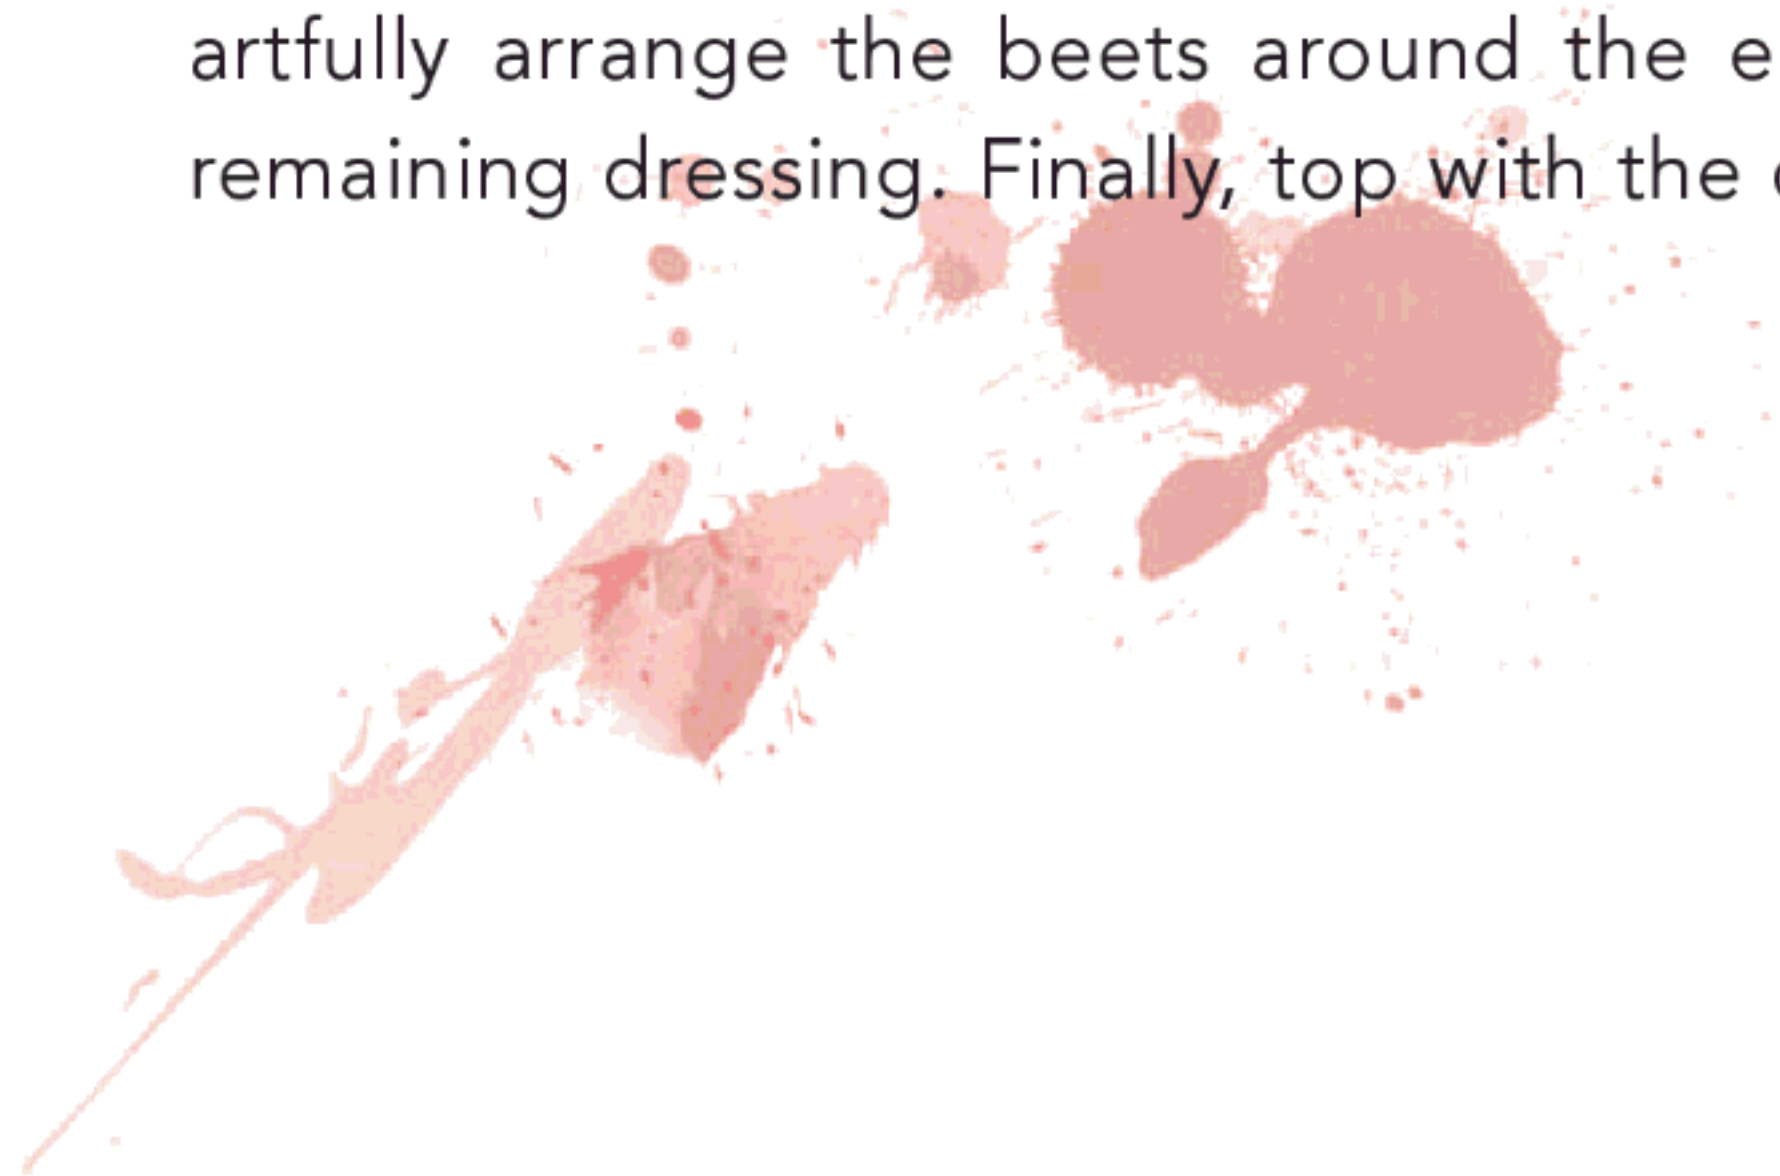 artfully arrange the beets around the
remaining dressing. Finally, top with the